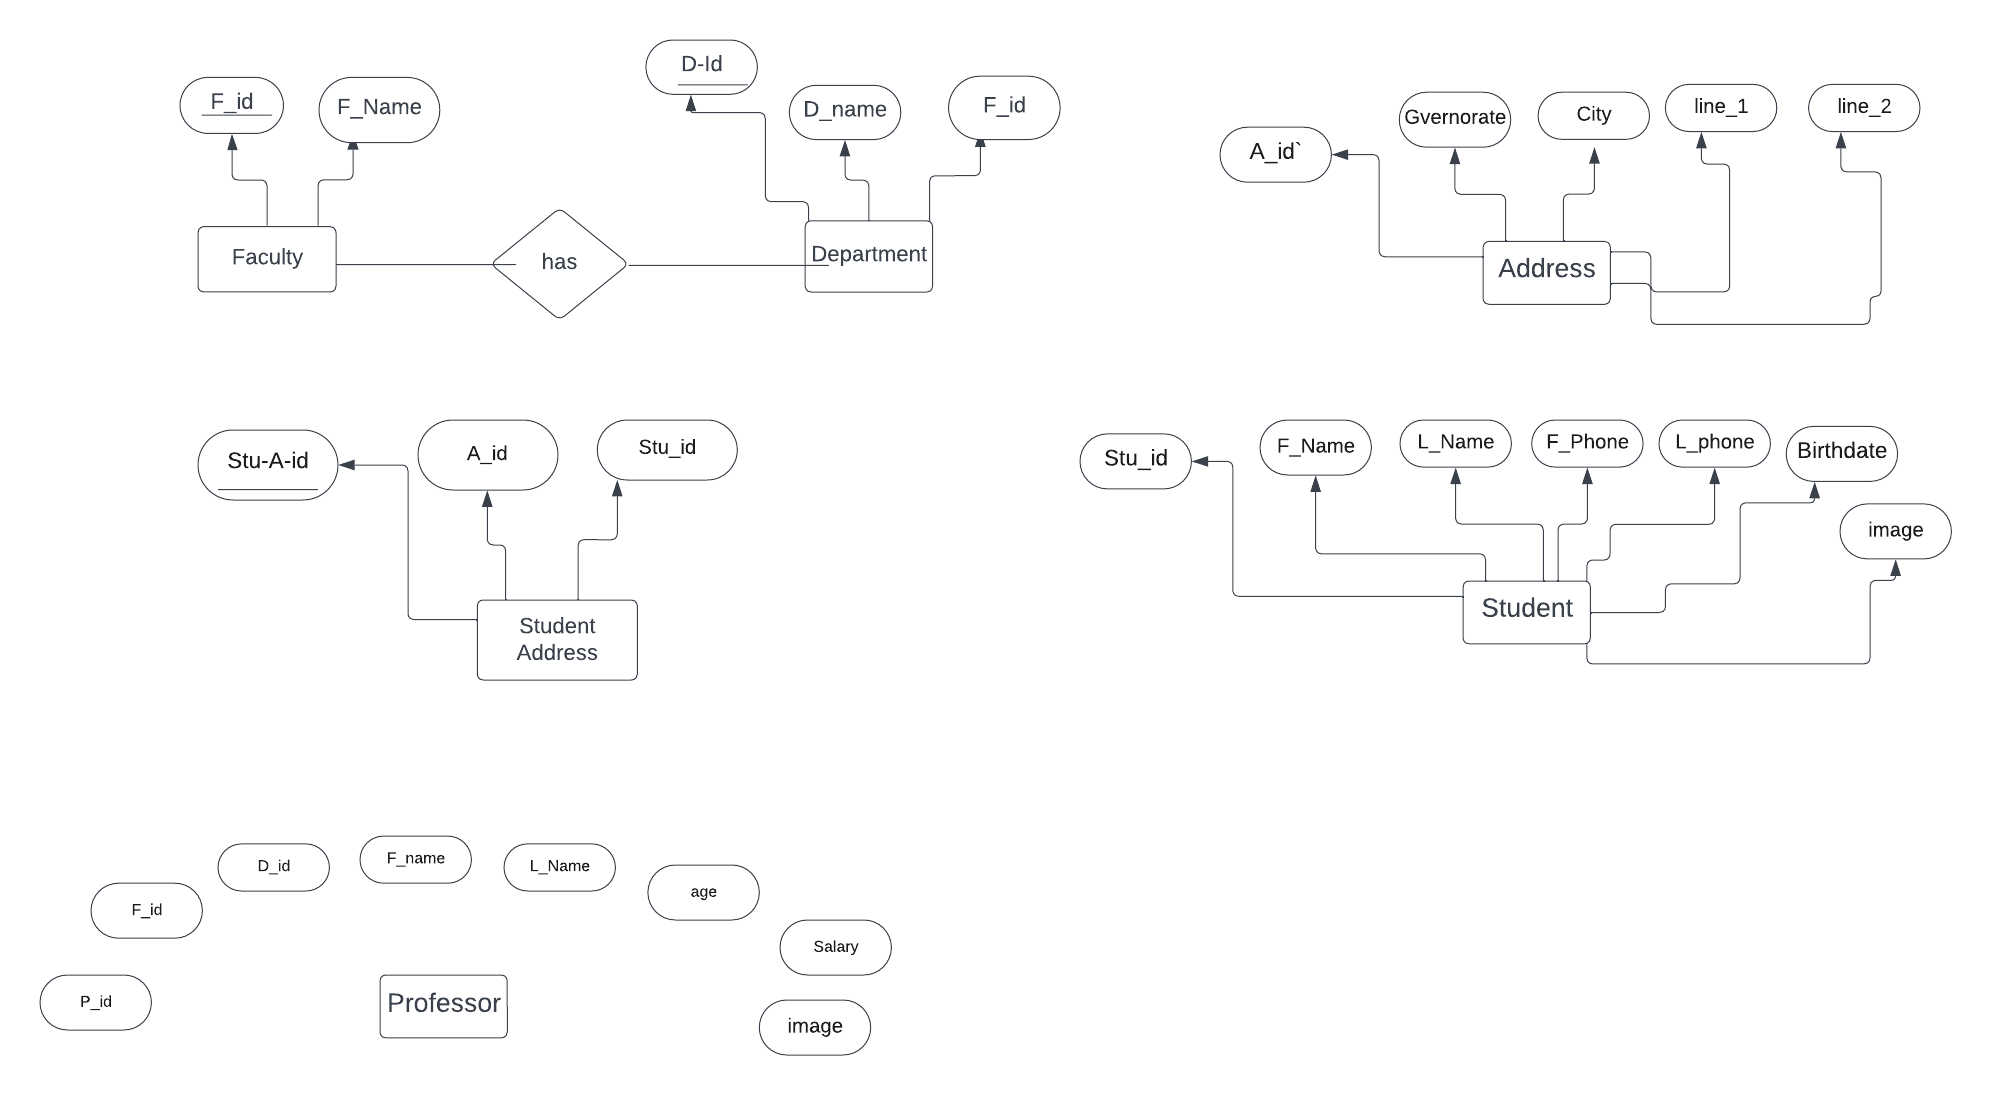 F_id
F_Name
D-Id
D_name
F_id
Faculty
has
Department
A_id`
Gvernorate
City
line_1
line_2
Address
Stu-A-id
A_id
Stu_id
Student
Address
Stu_id
F_Name
L_Name
F_Phone
L_phone
Birthdate
image
Student
P_id
F_id
D_id
F_name
L_Name
age
Salary
image
Professor